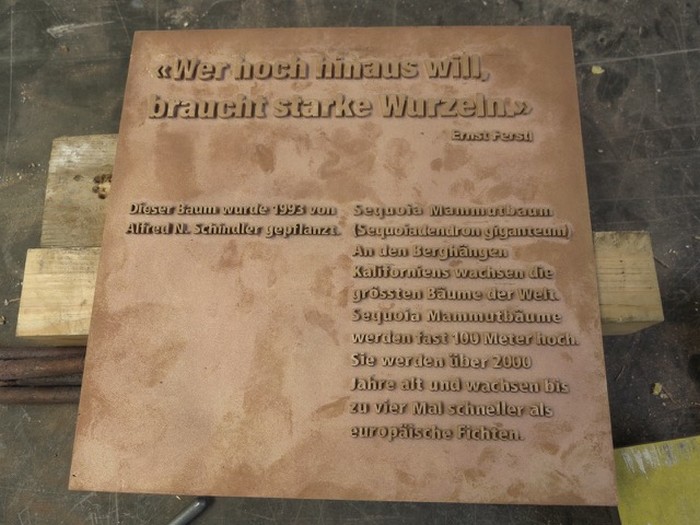 «Wer hoch hinaus will,
braucht starke Wurzeln.»
Ernst Ferstl
Dieser Baum wurde 1993 von
Alfred N. Schindler gepflanzt.
Sequoia Mammutbaum
(Sequoiadendron giganteum)
An den Berghängen
Kaliforniens wachsen die
grössten Bäume der Welt.
Sequoia Mammutbäume
werden fast 100 Meter hoch.
Sie werden über 2000
Jahre alt und wachsen bis
zu vier Mal schneller als
europäische Fichten.